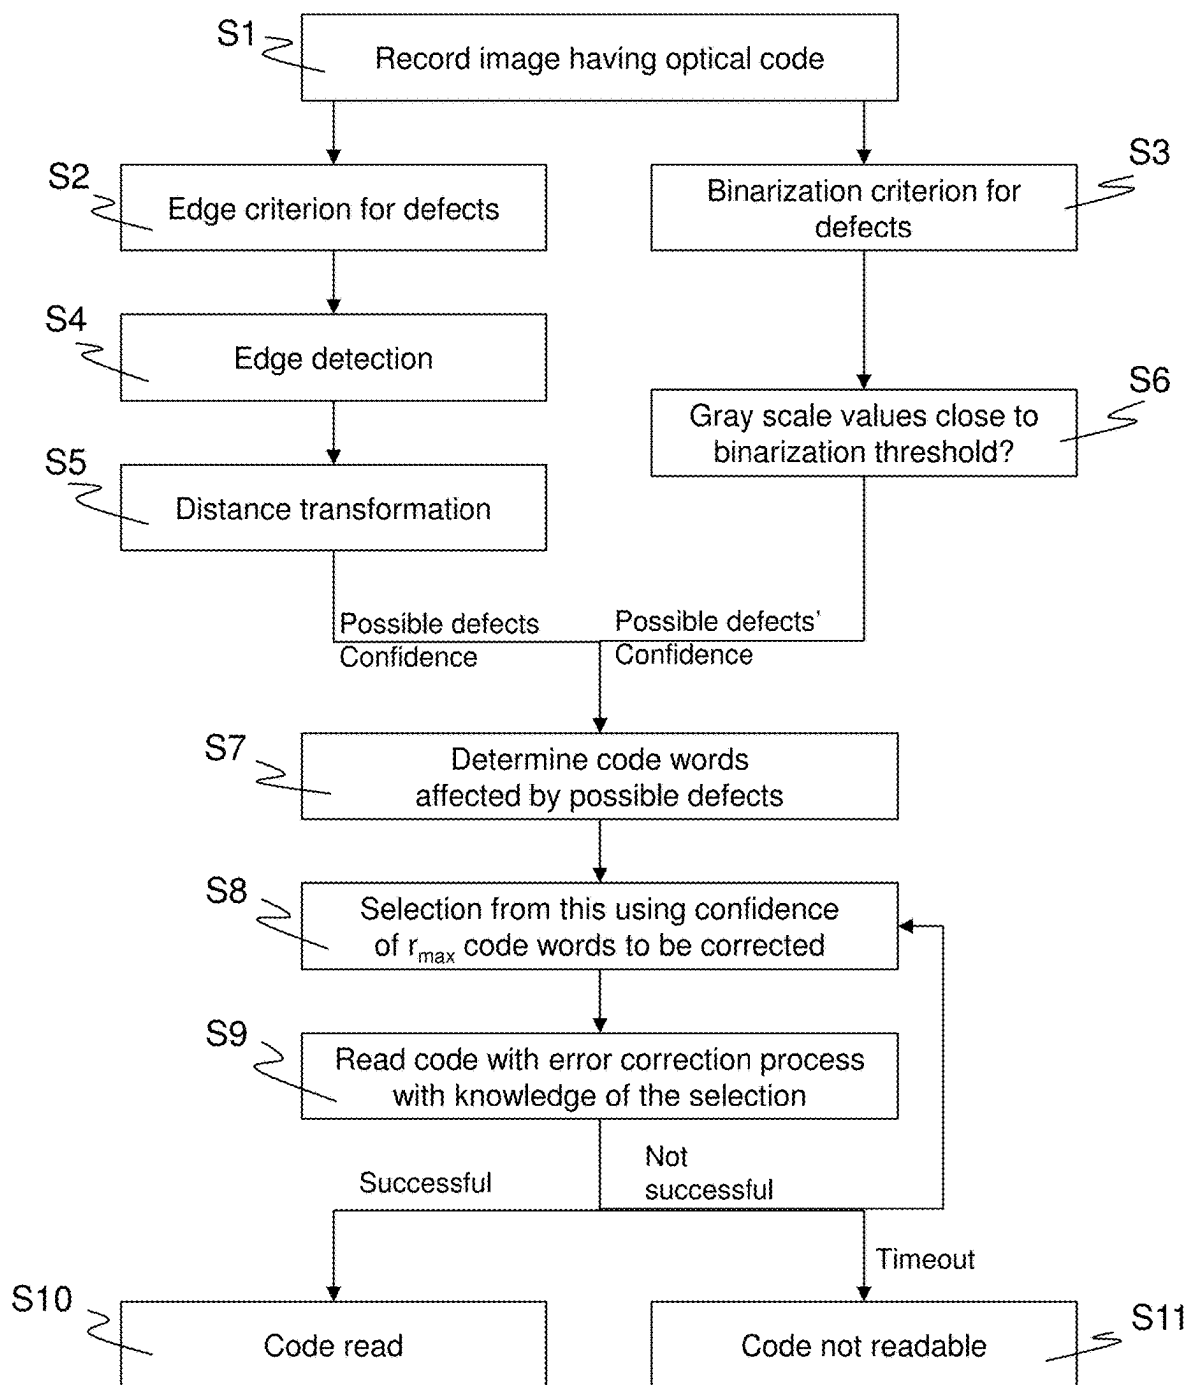 S1
Record image having optical code
S2
Edge criterion for defects
S3
Binarization criterion for
defects
S4
Edge detection
S6
Gray scale values close to
binarization threshold?
S5
Distance transformation
Possible defects
Confidence
Possible defects'
Confidence
S7
Determine code words
affected by possible defects
S8
Selection from this using confidence
of rmax code words to be corrected
S9
Read code with error correction process
with knowledge of the selection
Successful
Not
successful
Timeout
S10
Code read
S11
Code not readable